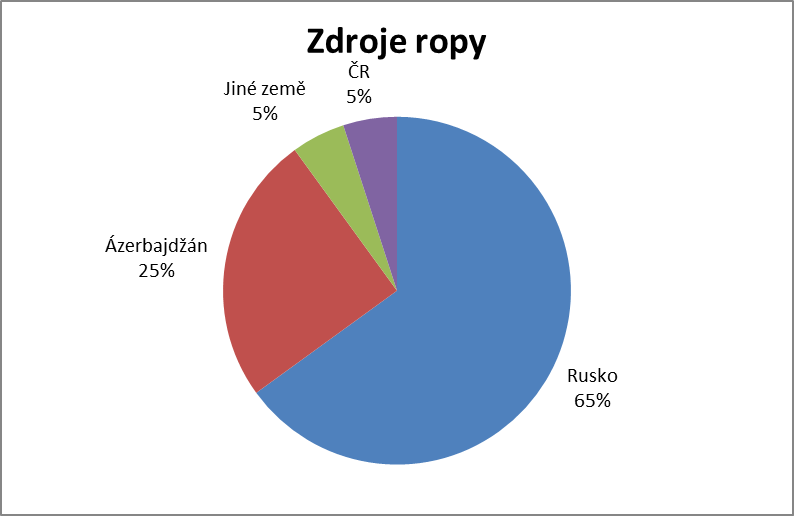 Zdroje ropy
ČR
5%
Jiné země
5%
Ázerbajdžán
25%
Rusko
65%